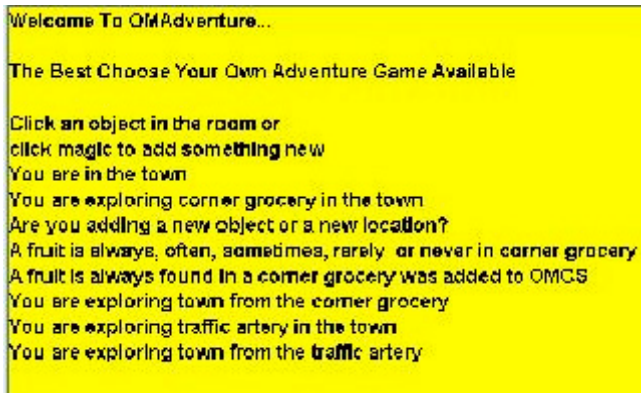 Welcome To OMAdventure...
The Best Choose Your Own Adventure Game Available
Click an object in the room or
click magic to add something new
You are in the town
You are exploring corner grocery in the town
Are you adding a new object or a new location?
A fruit is always, often, sometimes, rarely or never in corner grocery
A fruit is always found in a corner grocery was added to OMCS
You are exploring town from the corner grocery
You are exploring traffic artery in the town
You are exploring town from the traffic artery